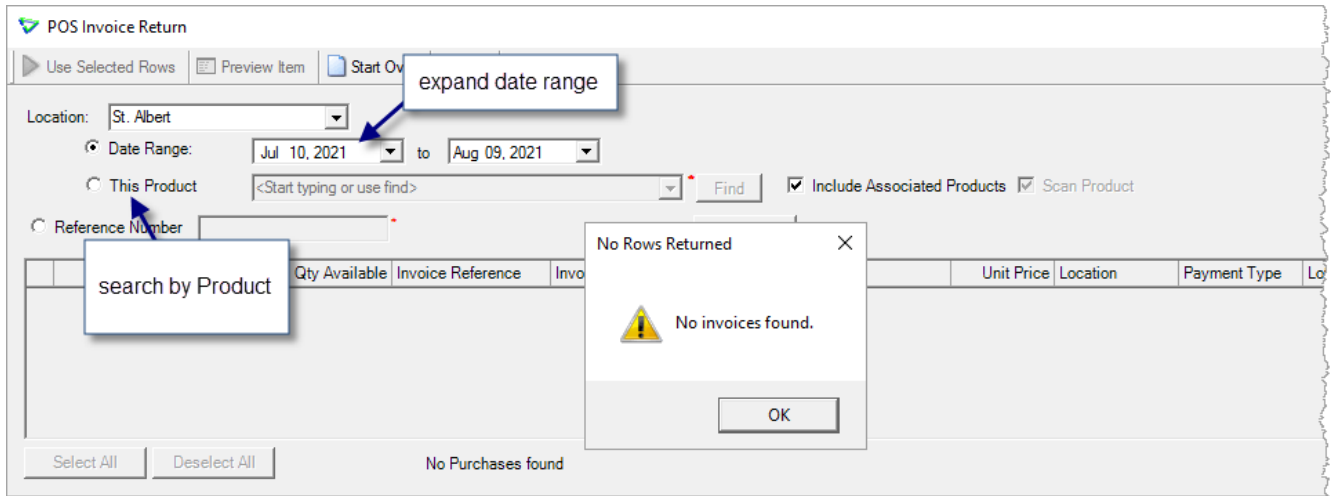 POS Invoice Return
Use Selected Rows Preview Item Start Ov
expand date range
Location: St. Albert
Date Range: Jul 10, 2021 to Aug 09, 2021
This Product <Start typing or use find> * Find Include Associated Products Scan Product
Reference Number *
search by Product
No Rows Returned
Qty Available Invoice Reference Invo Unit Price Location Payment Type Lo
No invoices found.
OK
Select All Deselect All No Purchases found